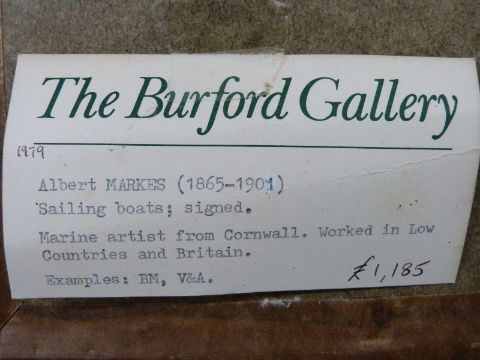 The Burford Gallery
1979
Albert MARKES (1865-1901)
Sailing boats; signed.
Marine artist from Cornwall. Worked in Low
Countries and Britain.
Examples: BM, V&A.
£1,185